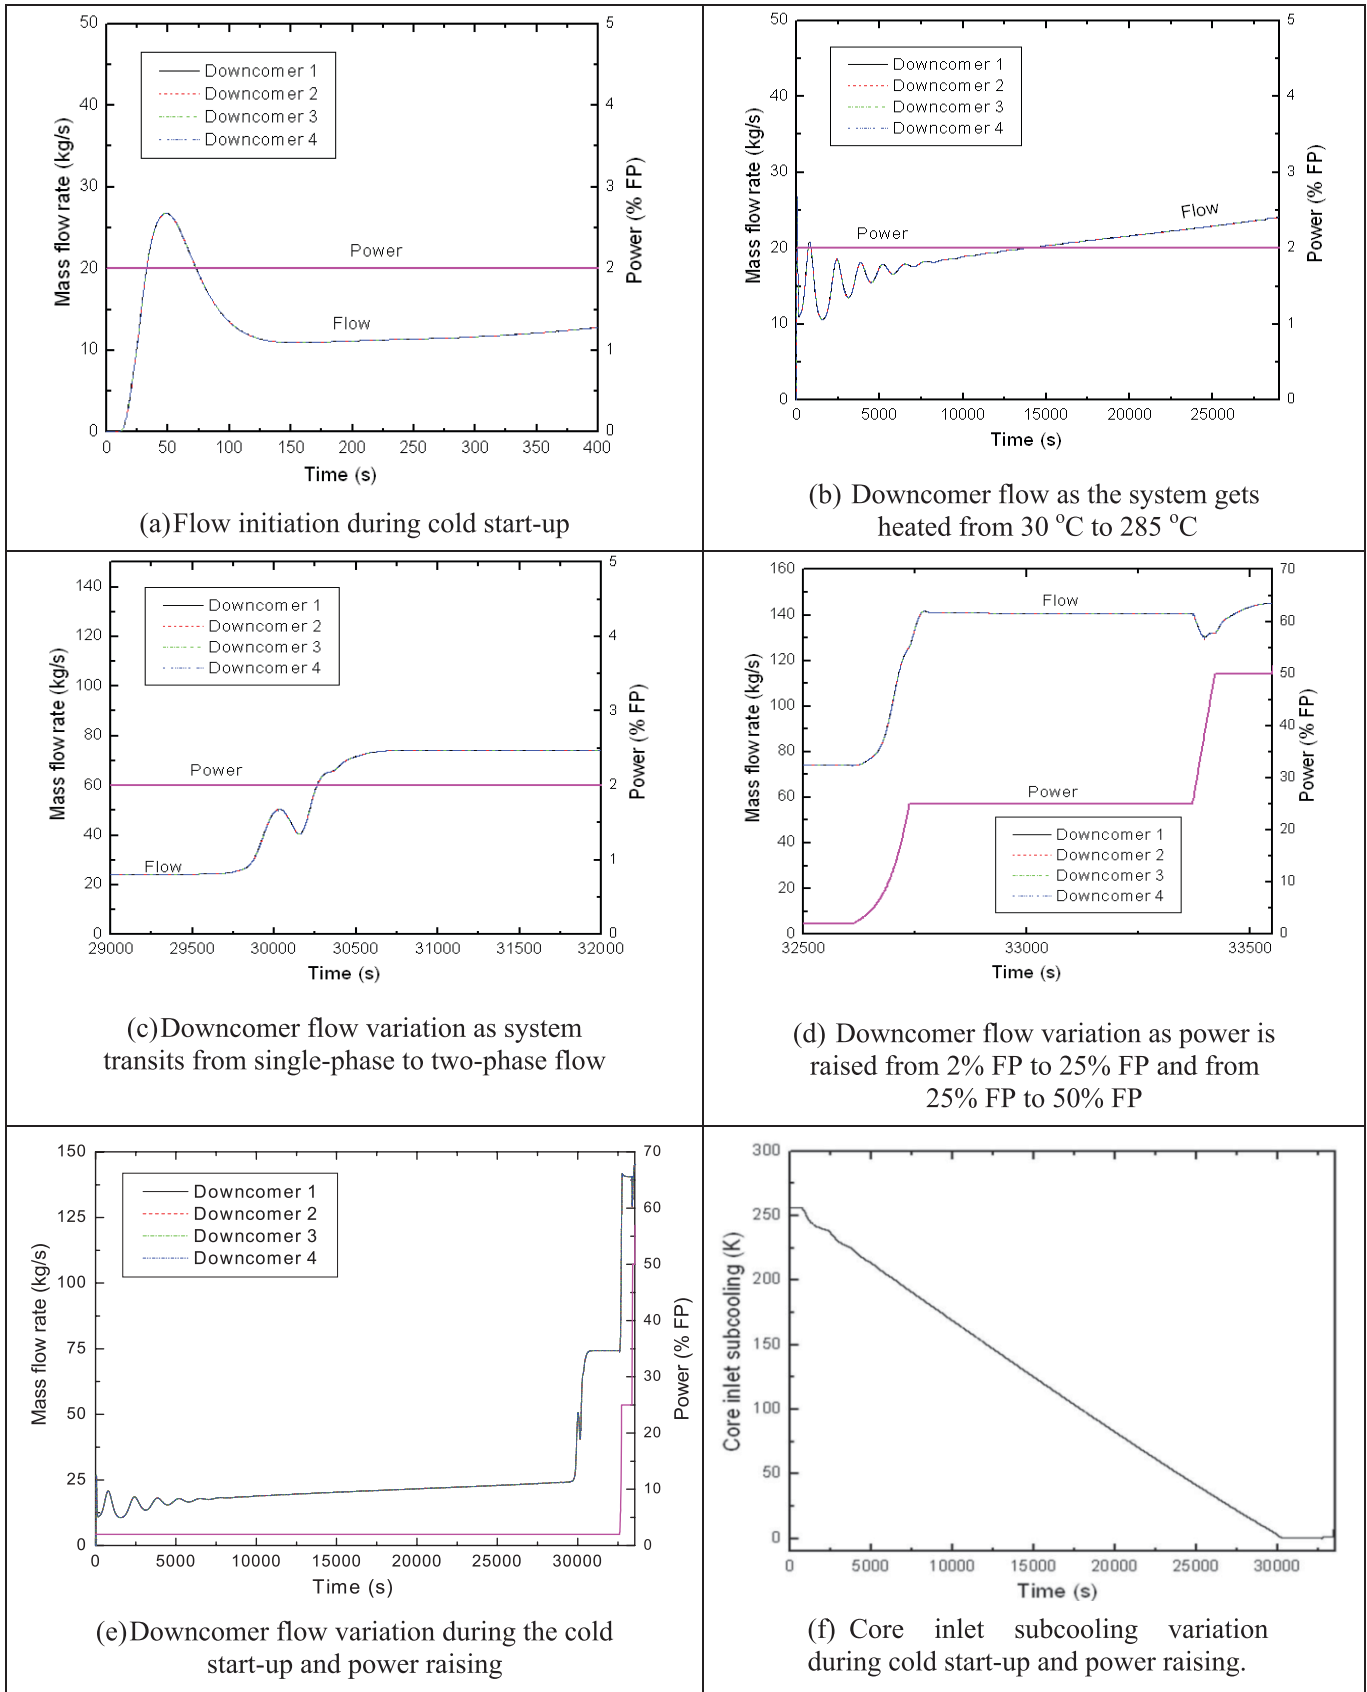 50
40
30
20
10
0
5
4
3
2
1
0
Mass flow rate (kg/s)
Power (% FP)
Downcomer 1
Downcomer 2
Downcomer 3
Downcomer 4
Power
Flow
0 50 100 150 200 250 300 350 400
Time (s)
(a)Flow initiation during cold start-up
50
40
30
20
10
0
5
4
3
2
1
0
Mass flow rate (kg/s)
Power (% FP)
Downcomer 1
Downcomer 2
Downcomer 3
Downcomer 4
Flow
Power
0 5000 10000 15000 20000 25000
Time (s)
(b) Downcomer flow as the system gets
heated from 30 °C to 285 °C
140
120
100
80
60
40
20
0
5
4
3
2
1
0
Mass flow rate (kg/s)
Power (% FP)
Downcomer 1
Downcomer 2
Downcomer 3
Downcomer 4
Power
Flow
29000 29500 30000 30500 31000 31500 32000
Time (s)
(c)Downcomer flow variation as system
transits from single-phase to two-phase flow
160
140
120
100
80
60
40
20
0
70
60
50
40
30
20
10
0
Mass flow rate (kg/s)
Power (% FP)
Flow
Power
Downcomer 1
Downcomer 2
Downcomer 3
Downcomer 4
32500 33000 33500
Time (s)
(d) Downcomer flow variation as power is
raised from 2% FP to 25% FP and from
25% FP to 50% FP
150
125
100
75
50
25
0
70
60
50
40
30
20
10
0
Mass flow rate (kg/s)
Power (% FP)
Downcomer 1
Downcomer 2
Downcomer 3
Downcomer 4
0 5000 10000 15000 20000 25000 30000
Time (s)
(e)Downcomer flow variation during the cold
start-up and power raising
300
250
200
150
100
50
0
Core inlet subcooling (K)
0 5000 10000 15000 20000 25000 30000
Time (s)
(f) Core inlet subcooling variation
during cold start-up and power raising.